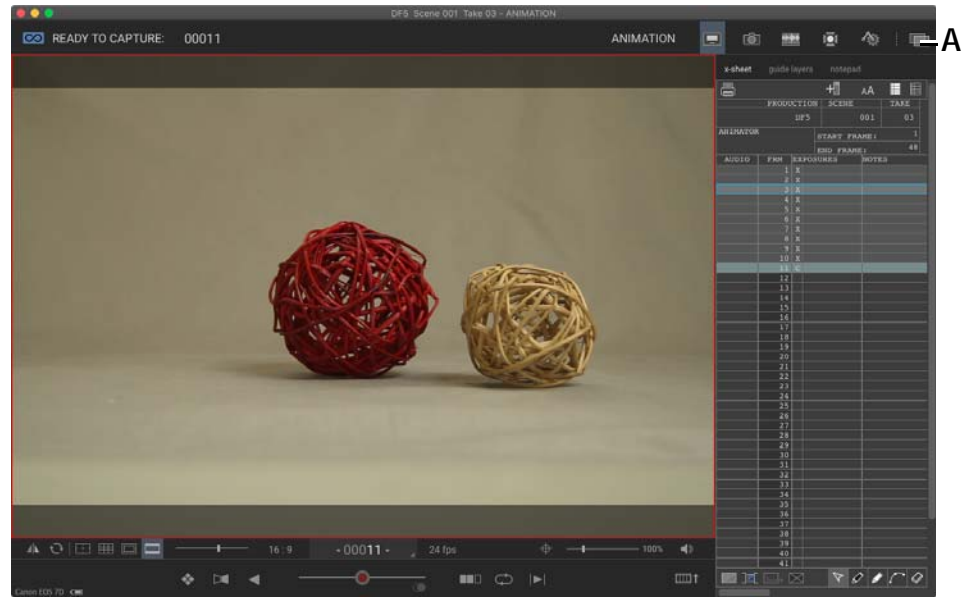 DF5 Scene 001 Take 03 - ANIMATION
READY TO CAPTURE: 00011
ANIMATION
A
x-sheet guide layers notepad
AA
PRODUCTION SCENE TAKE
DF5 001 03
ANIMATOR
START FRAME: 1
END FRAME: 48
AUDIO FRM EXPOSURES NOTES
1 X
2 X
3 X
4 X
5 X
6 X
7 X
8 X
9 X
10 X
11 C
12
13
14
15
16
17
18
19
20
21
22
23
24
25
26
27
28
29
30
31
32
33
34
35
36
37
38
39
40
41
16:9 - 00011 - 24 fps 100%
Canon EOS 7D